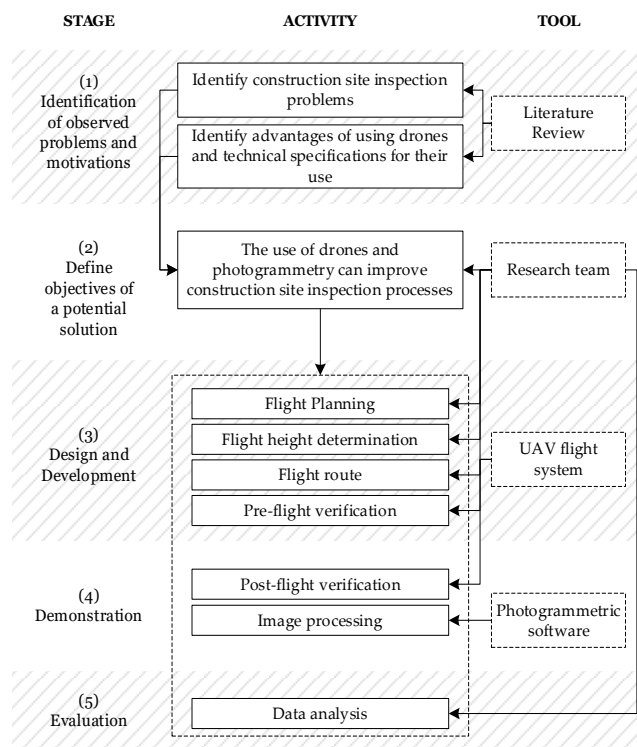 STAGE ACTIVITY TOOL
(1)
Identification
of observed
problems and
motivations
Identify construction site inspection
problems
Identify advantages of using drones
and technical specifications for their
use
Literature
Review
(2)
Define
objectives of
a potential
solution
The use of drones and
photogrammetry can improve
construction site inspection processes
Research team
(3)
Design and
Development
Flight Planning
Flight height determination
Flight route
Pre-flight verification
UAV flight
system
(4)
Demonstration
Post-flight verification
Image processing
Photogrammetric
software
(5)
Evaluation
Data analysis